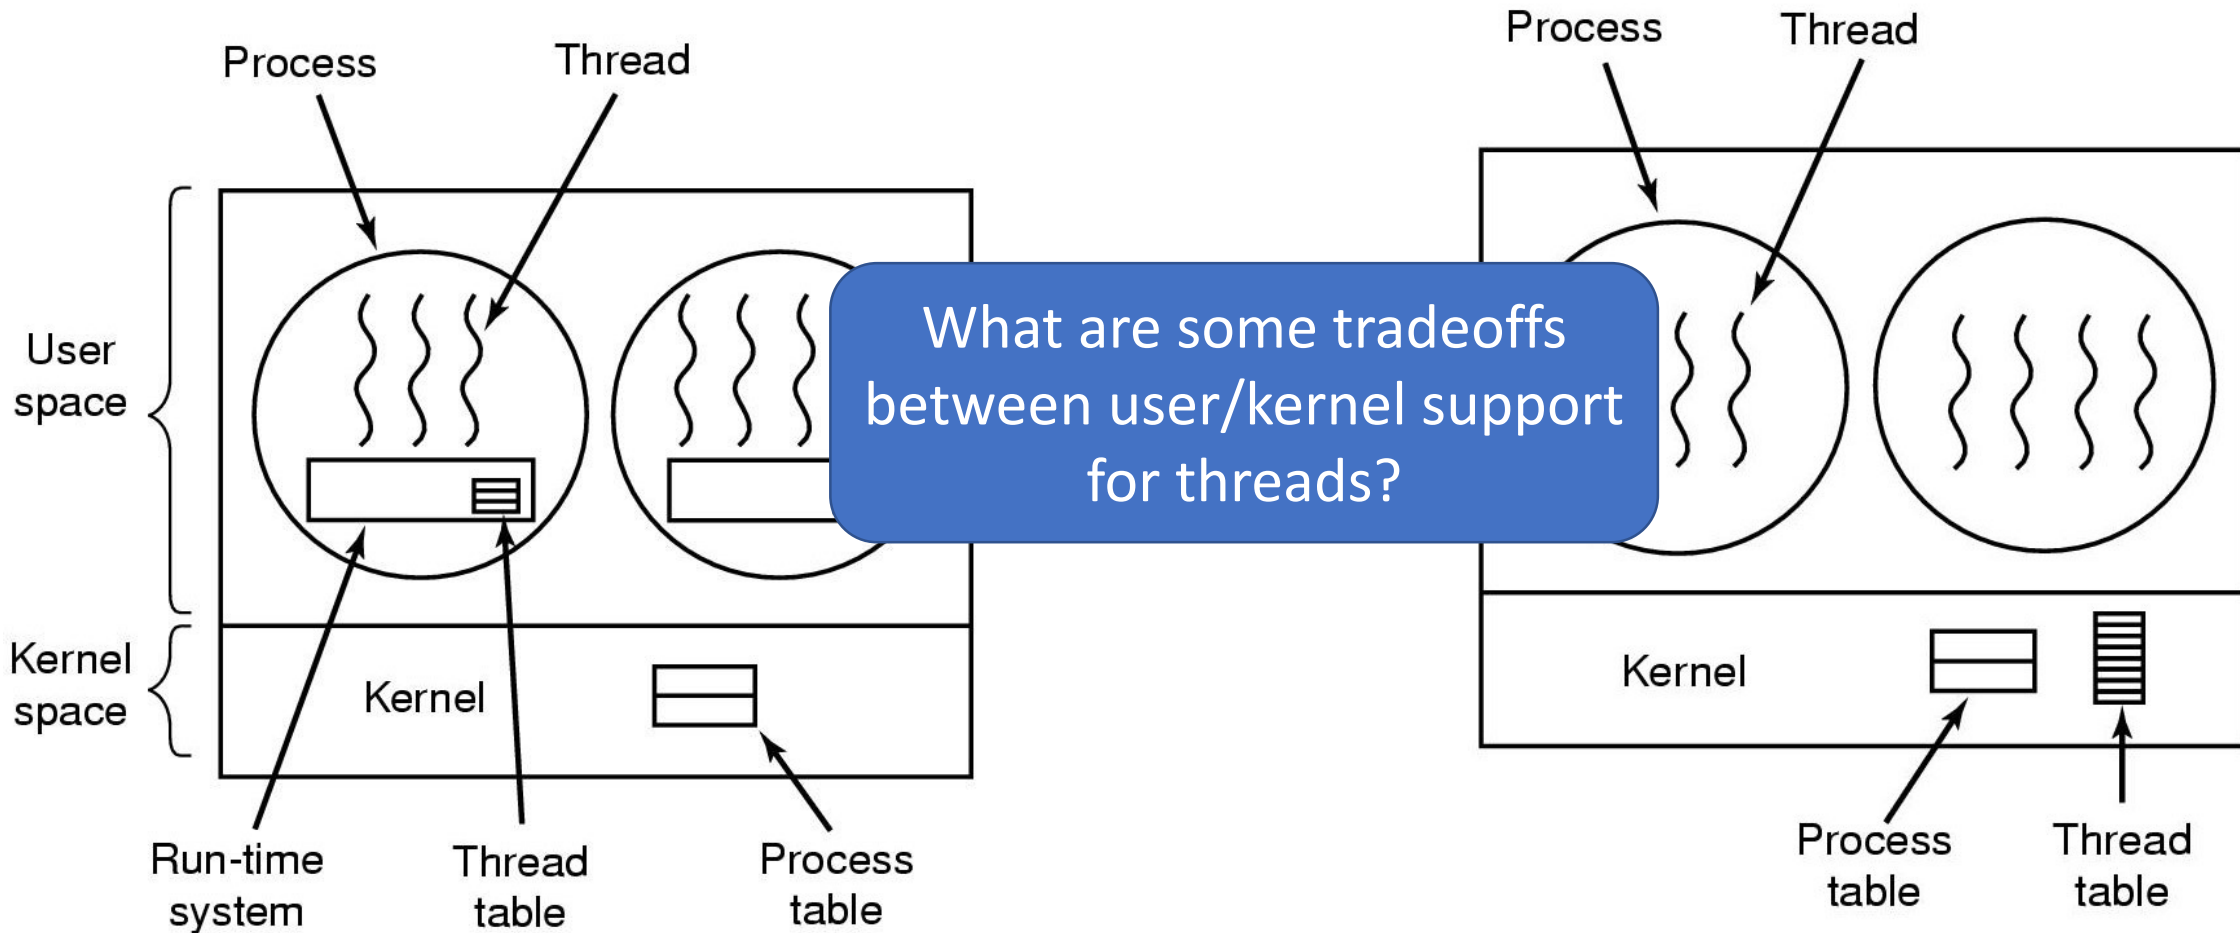 Process
Thread
User
space
Kernel
space
Kernel
Run-time
system
Thread
table
Process
table
What are some tradeoffs
between user/kernel support
for threads?
Process
Thread
Kernel
Process
table
Thread
table